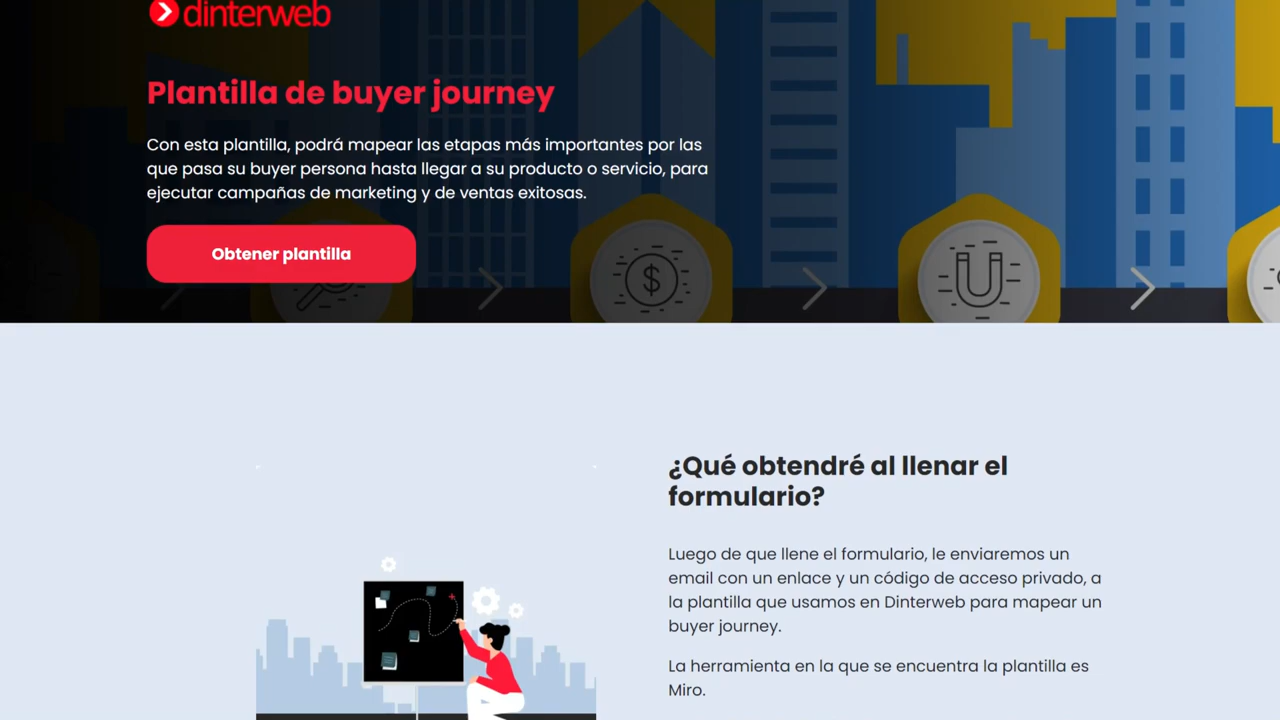 dinterweb
Plantilla de buyer journey
Con esta plantilla, podrá mapear las etapas más importantes por las
que pasa su buyer persona hasta llegar a su producto o servicio, para
ejecutar campañas de marketing y de ventas exitosas.
Obtener plantilla
¿Qué obtendré al llenar el
formulario?
Luego de que llene el formulario, le enviaremos un
email con un enlace y un código de acceso privado, a
la plantilla que usamos en Dinterweb para mapear un
buyer journey.
La herramienta en la que se encuentra la plantilla es
Miro.